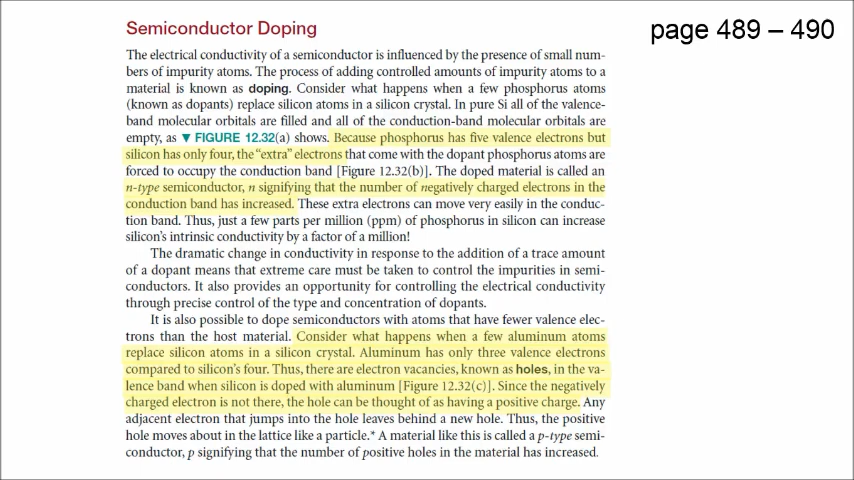 Semiconductor Doping
page 489 – 490
The electrical conductivity of a semiconductor is influenced by the presence of small num-
bers of impurity atoms. The process of adding controlled amounts of impurity atoms to a
material is known as doping. Consider what happens when a few phosphorus atoms
(known as dopants) replace silicon atoms in a silicon crystal. In pure Si all of the valence-
band molecular orbitals are filled and all of the conduction-band molecular orbitals are
empty, as ▼ FIGURE 12.32(a) shows. Because phosphorus has five valence electrons but
silicon has only four, the “extra” electrons that come with the dopant phosphorus atoms are
forced to occupy the conduction band [Figure 12.32(b)]. The doped material is called an
n-type semiconductor, n signifying that the number of negatively charged electrons in the
conduction band has increased. These extra electrons can move very easily in the conduc-
tion band. Thus, just a few parts per million (ppm) of phosphorus in silicon can increase
silicon’s intrinsic conductivity by a factor of a million!
The dramatic change in conductivity in response to the addition of a trace amount
of a dopant means that extreme care must be taken to control the impurities in semi-
conductors. It also provides an opportunity for controlling the electrical conductivity
through precise control of the type and concentration of dopants.
It is also possible to dope semiconductors with atoms that have fewer valence elec-
trons than the host material. Consider what happens when a few aluminum atoms
replace silicon atoms in a silicon crystal. Aluminum has only three valence electrons
compared to silicon’s four. Thus, there are electron vacancies, known as holes, in the va-
lence band when silicon is doped with aluminum [Figure 12.32(c)]. Since the negatively
charged electron is not there, the hole can be thought of as having a positive charge. Any
adjacent electron that jumps into the hole leaves behind a new hole. Thus, the positive
hole moves about in the lattice like a particle.* A material like this is called a p-type semi-
conductor, p signifying that the number of positive holes in the material has increased.